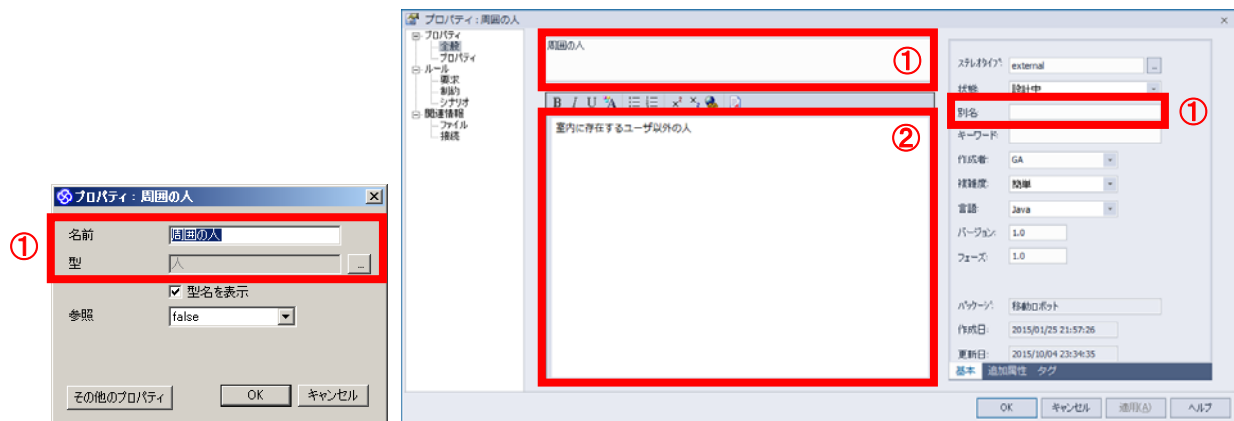 プロパティ：周囲の人
名前
周囲の人
①
型
人
...
型名を表示
参照
false
その他のプロパティ
OK
キャンセル
プロパティ：周囲の人
プロパティ
全般
プロパティ
ルール
要求
制約
シナリオ
関連情報
ファイル
接続
周囲の人
①
B I U A x² x₂
室内に存在するユーザ以外の人
②
ステレオタイプ:
external
...
状態:
設計中
別名
①
キーワード:
作成者:
GA
複雑度:
簡単
言語:
Java
バージョン:
1.0
フェーズ:
1.0
パッケージ:
移動ロボット
作成日:
2015/01/25 21:57:26
更新日:
2015/10/04 23:34:35
基本 追加属性 タグ
OK キャンセル 適用(A) ヘルプ